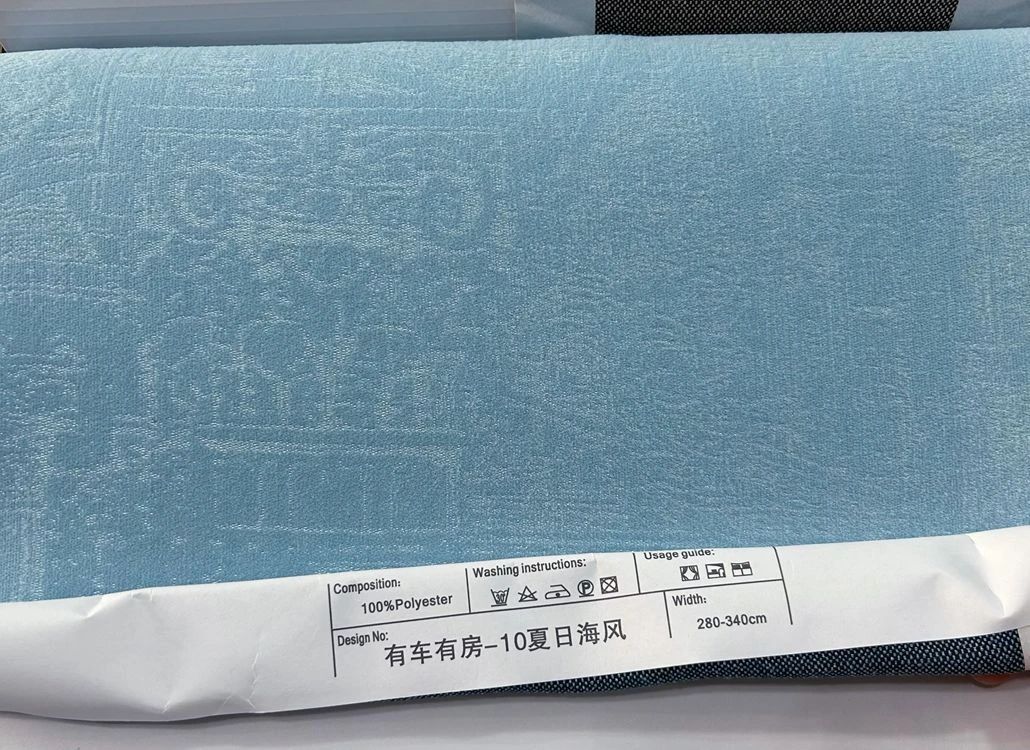 Composition:
100%Polyester
Washing instructions:
30
P
Usage guide:
Design No:
有车有房-10夏日海风
Width:
280-340cm